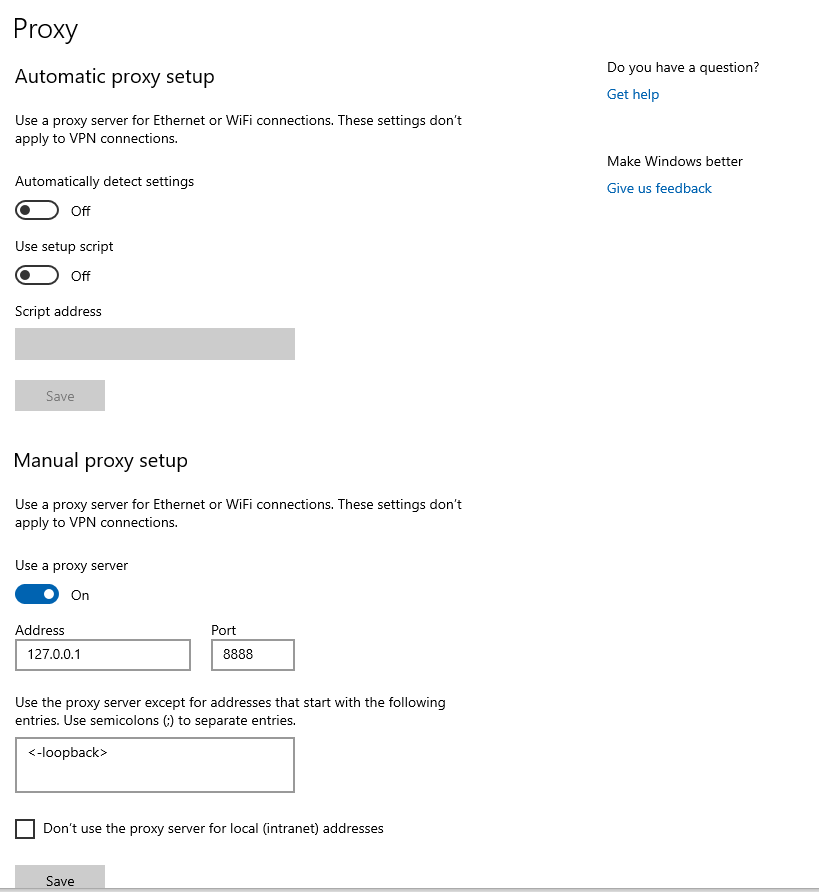 Proxy
Automatic proxy setup
Use a proxy server for Ethernet or WiFi connections. These settings don't
apply to VPN connections.
Automatically detect settings
Off
Use setup script
Off
Script address
Save
Manual proxy setup
Use a proxy server for Ethernet or WiFi connections. These settings don't
apply to VPN connections.
Use a proxy server
On
Address Port
127.0.0.1 8888
Use the proxy server except for addresses that start with the following
entries. Use semicolons (;) to separate entries.
<-loopback>
Don't use the proxy server for local (intranet) addresses
Save
Do you have a question?
Get help
Make Windows better
Give us feedback